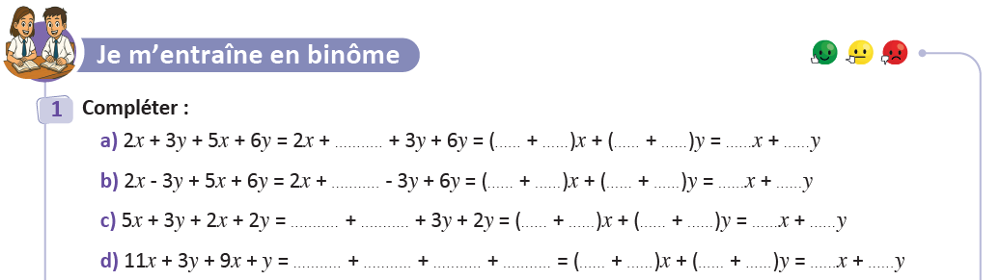 Je m’entraîne en binôme
1 Compléter :
a) 2x + 3y + 5x + 6y = 2x + ........... + 3y + 6y = (...... + ......)x + (...... + ......)y = ......x + ......y
b) 2x - 3y + 5x + 6y = 2x + ........... - 3y + 6y = (...... + ......)x + (...... + ......)y = ......x + ......y
c) 5x + 3y + 2x + 2y = ........... + ........... + 3y + 2y = (...... + ......)x + (...... + ......)y = ......x + ......y
d) 11x + 3y + 9x + y = ........... + ........... + ........... + ........... = (...... + ......)x + (...... + ......)y = ......x + ......y